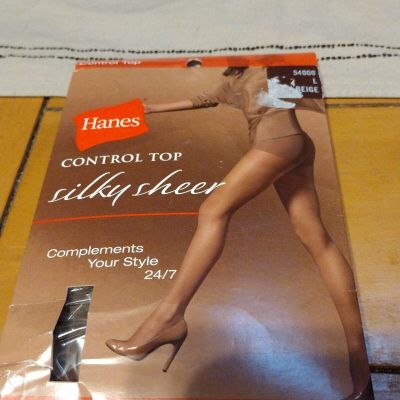 Control Top
54000
L
BEIGE
Hanes
CONTROL TOP
silky sheer
Complements
Your Style
24/7